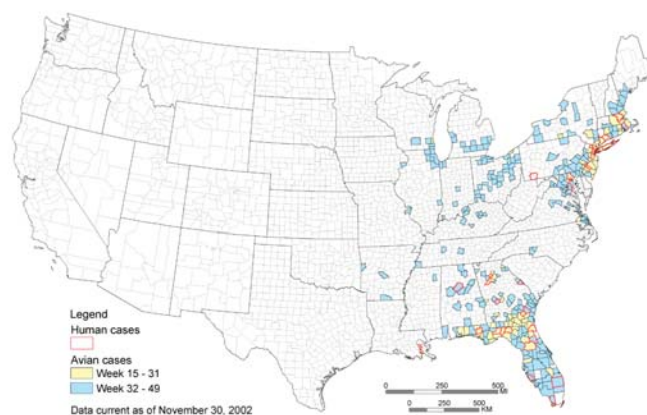 Legend
Human cases
Avian cases
Week 15 - 31
Week 32 - 49
Data current as of November 30, 2002
0 250 500
MI
0 250 500
KM